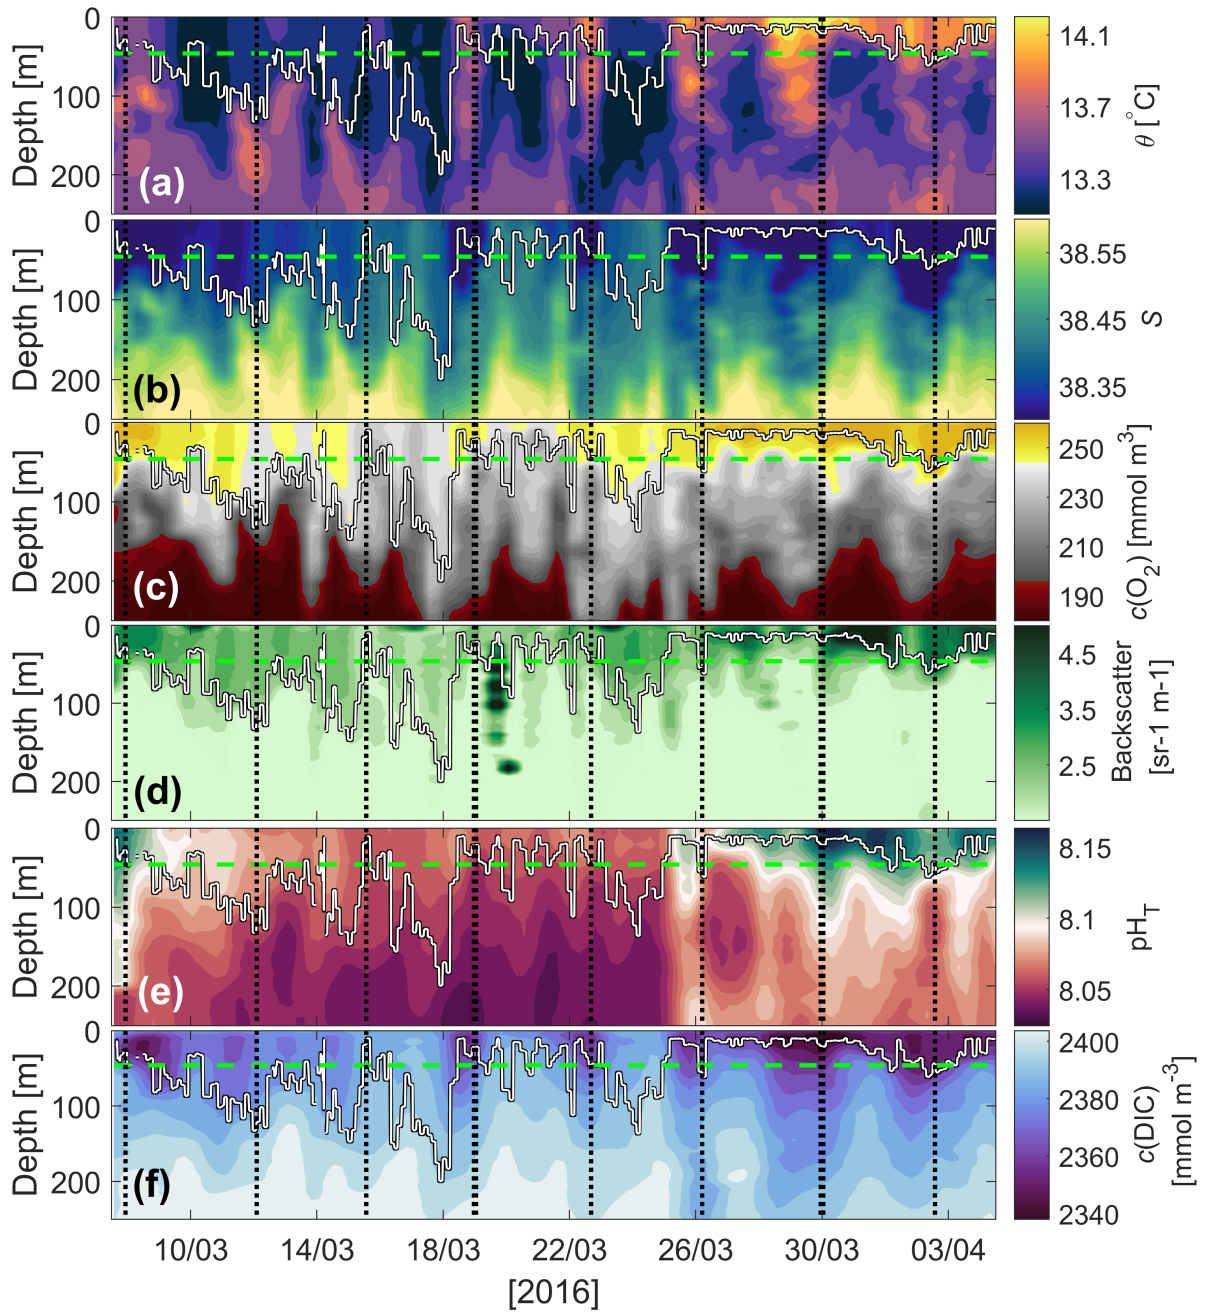 0
100
200
Depth [m]
(a)
14.1
13.7
13.3
θ [°C]
0
100
200
Depth [m]
(b)
38.55
38.45
38.35
S
0
100
200
Depth [m]
(c)
250
230
210
190
c(O2) [mmol m3]
0
100
200
Depth [m]
(d)
4.5
3.5
2.5
Backscatter
[sr-1 m-1]
0
100
200
Depth [m]
(e)
8.15
8.1
8.05
pHT
0
100
200
Depth [m]
(f)
2400
2380
2360
2340
c(DIC)
[mmol m-3]
10/03 14/03 18/03 22/03 26/03 30/03 03/04
[2016]